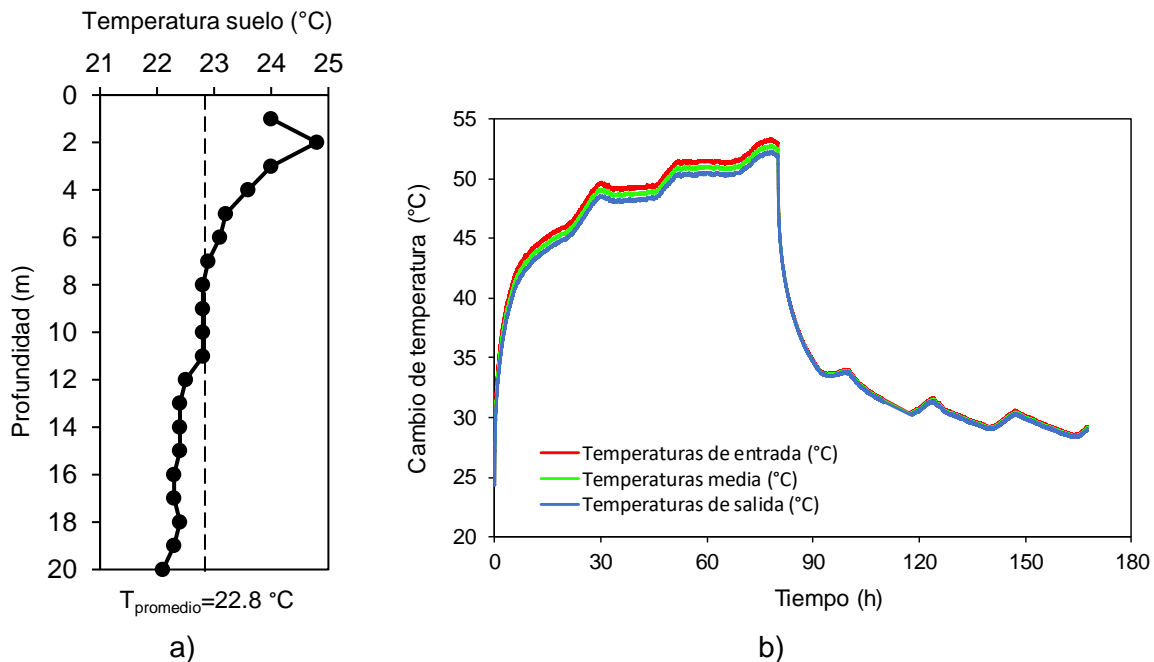 Temperatura suelo (°C)
21 22 23 24 25
0
2
4
6
8
10
12
14
16
18
20
Profundidad (m)
Tpromedio=22.8 °C
a)
55
50
45
40
35
30
25
20
Cambio de temperatura (°C)
Temperaturas de entrada (°C)
Temperaturas media (°C)
Temperaturas de salida (°C)
0 30 60 90 120 150 180
Tiempo (h)
b)